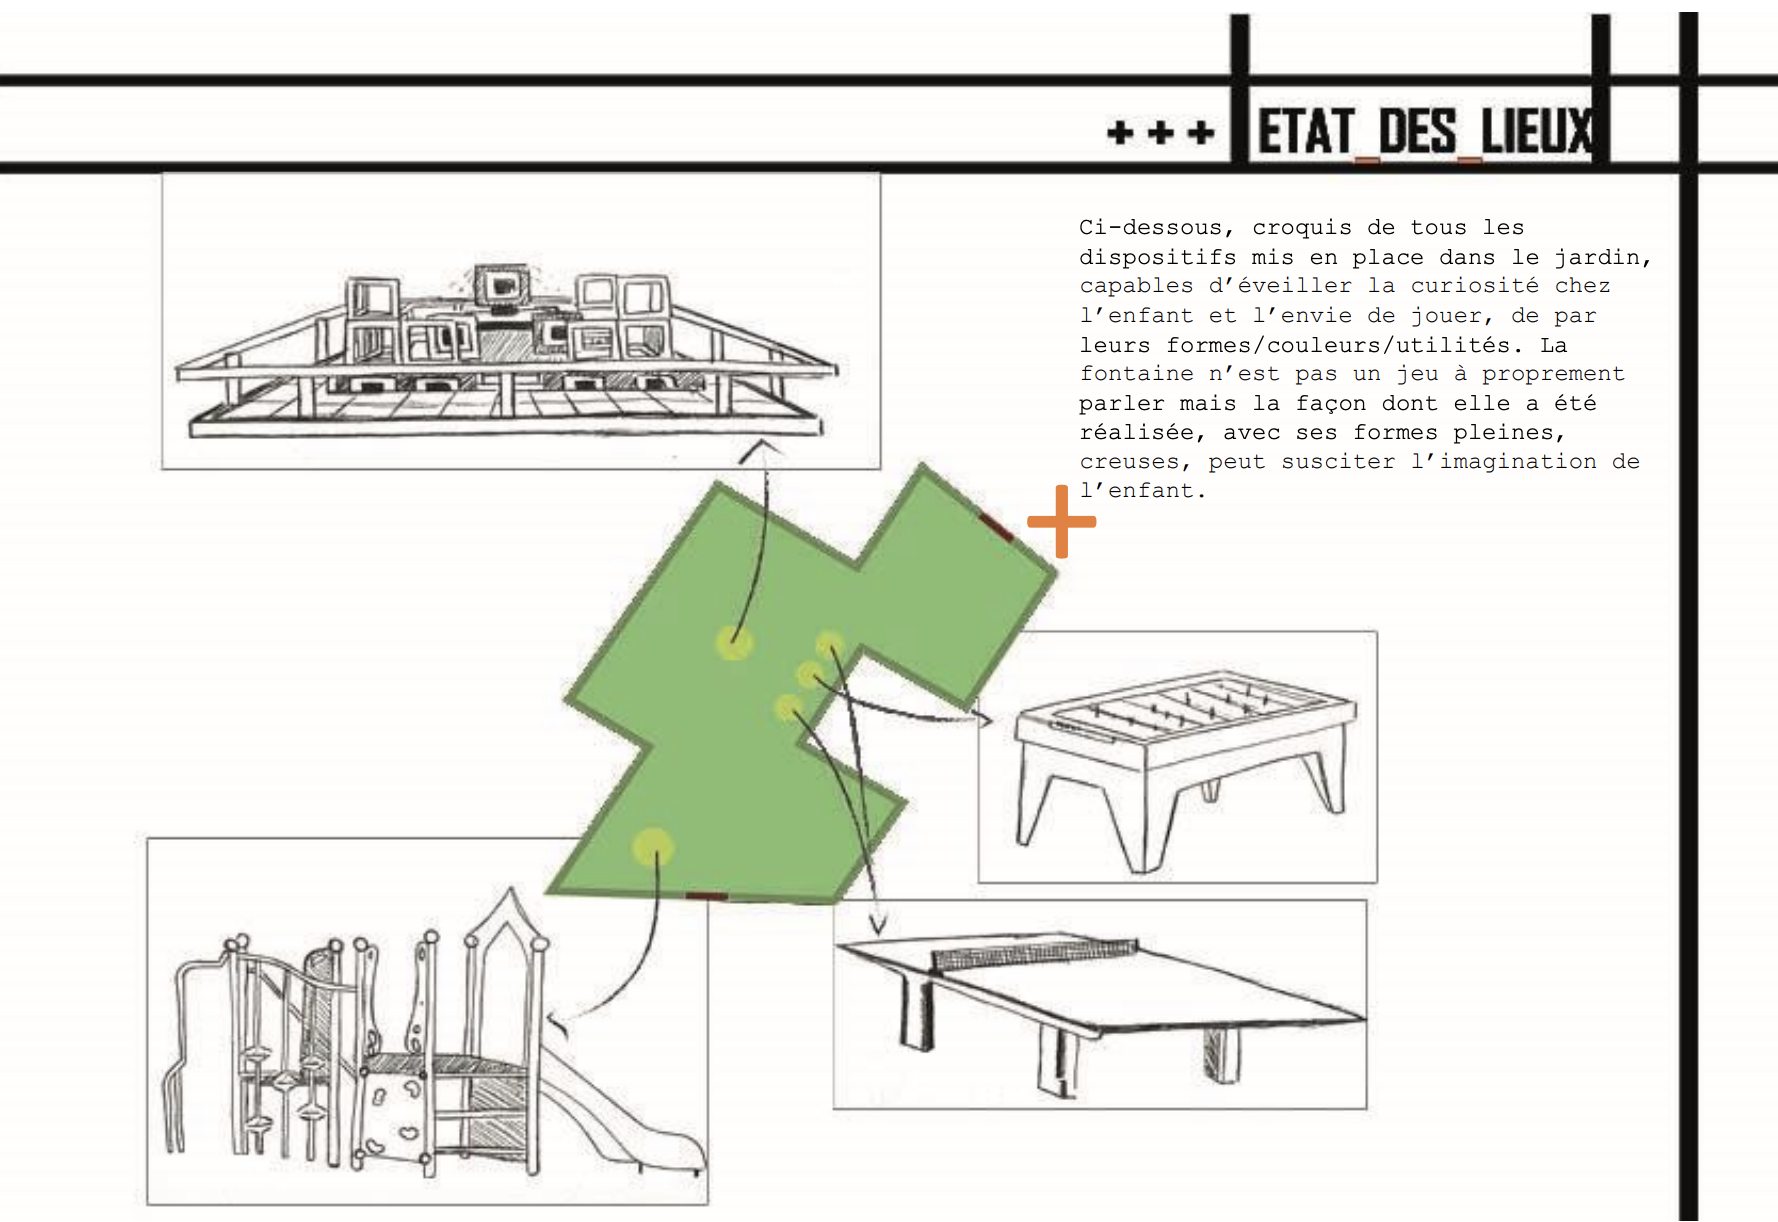 +++ ETAT_DES_LIEUX
Ci-dessous, croquis de tous les
dispositifs mis en place dans le jardin,
capables d’éveiller la curiosité chez
l’enfant et l’envie de jouer, de par
leurs formes/couleurs/utilités. La
fontaine n’est pas un jeu à proprement
parler mais la façon dont elle a été
réalisée, avec ses formes pleines,
creuses, peut susciter l’imagination de
l’enfant.